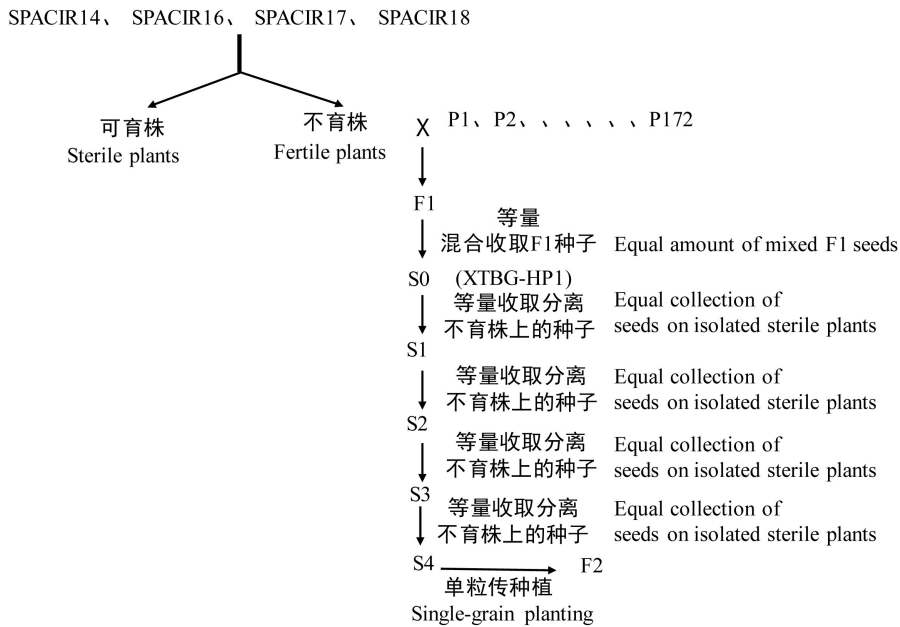 SPACIR14、 SPACIR16、 SPACIR17、 SPACIR18
可育株
Sterile plants
不育株
Fertile plants
X
P1、P2、、、、、、P172
F1
等量
混合收取F1种子
Equal amount of mixed F1 seeds
S0 (XTBG-HP1)
等量收取分离
不育株上的种子
Equal collection of
seeds on isolated sterile plants
S1
等量收取分离
不育株上的种子
Equal collection of
seeds on isolated sterile plants
S2
等量收取分离
不育株上的种子
Equal collection of
seeds on isolated sterile plants
S3
等量收取分离
不育株上的种子
Equal collection of
seeds on isolated sterile plants
S4
F2
单粒传种植
Single-grain planting